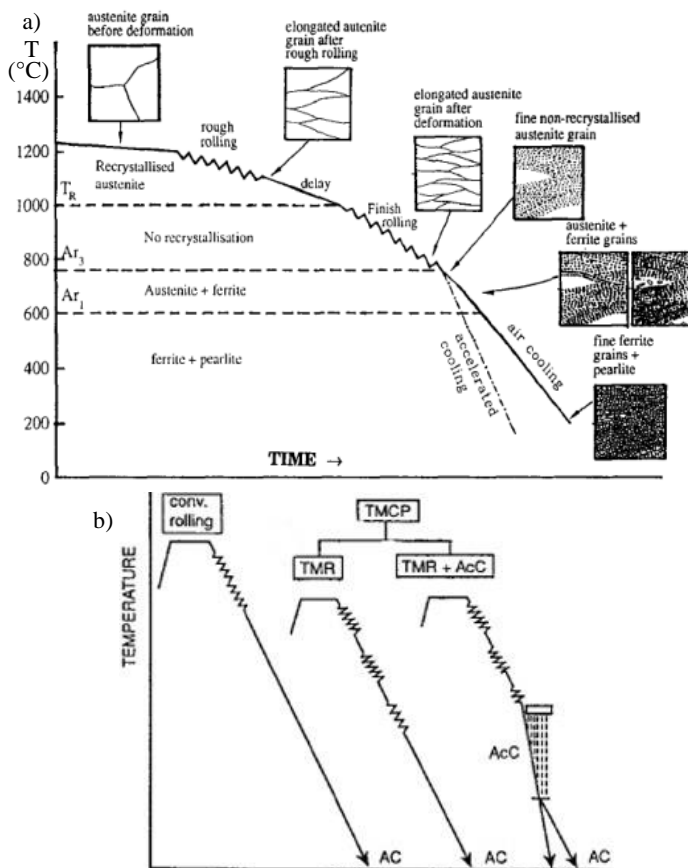 a)
T
(°C)
1400
1200
1000
800
600
400
200
0
T_R
Ar_3
Ar_1
austenite grain
before deformation
elongated autenite
grain after
rough rolling
elongated austenite
grain after
deformation
fine non-recrystallised
austenite grain
rough
rolling
Recrystallised
austenite
delay
Finish
rolling
No recrystallisation
austenite +
ferrite grains
Austenite + ferrite
accelerated
cooling
air cooling
fine ferrite
grains +
pearlite
ferrite + pearlite
TIME →
b)
TEMPERATURE
conv.
rolling
TMCP
TMR
TMR + AcC
AcC
AC
AC
AC